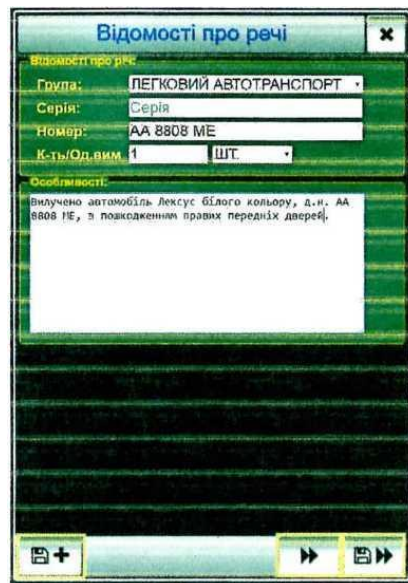 Відомості про речі
Відомості про річ:
Група: ЛЕГКОВИЙ АВТОТРАНСПОРТ
Серія: Серія
Номер: АА 8808 МЕ
К-ть/Од.вим 1 ШТ.
Особливості:
Вилучено автомобіль Лексус білого кольору, д.н. АА
8808 МЕ, з пошкодженням правих передніх дверей.